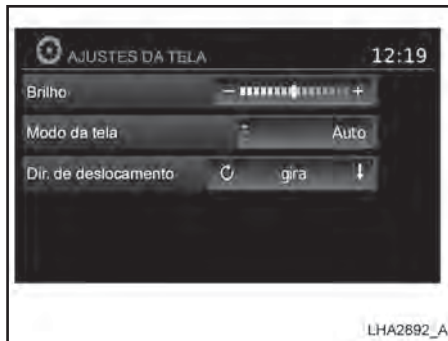 AJUSTES DA TELA 12:19
Brilho - +
Modo da tela Auto
Dir. de deslocamento gira
LHA2892_A